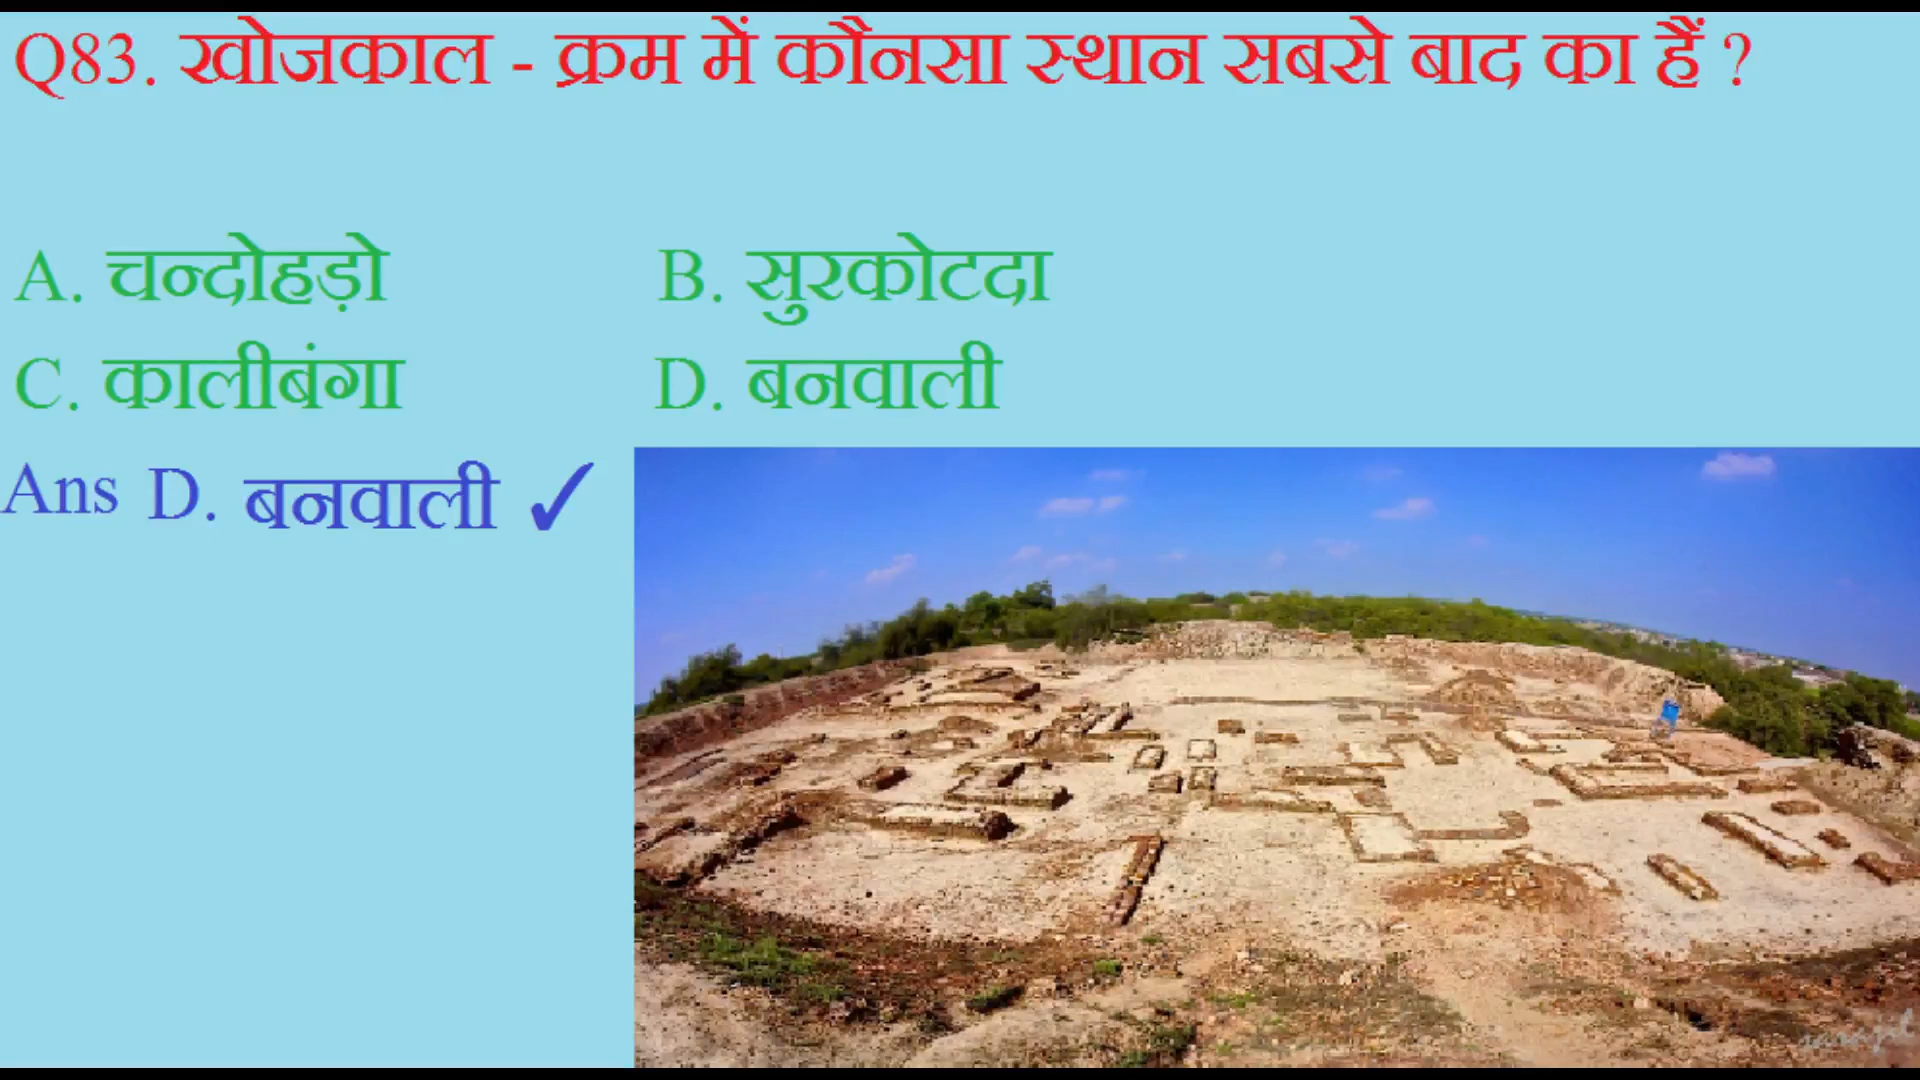 Q83. खोजकाल - क्रम में कौनसा स्थान सबसे बाद का हैं ?
A. चन्दोहड़ो B. सुरकोटदा
C. कालीबंगा D. बनवाली
Ans D. बनवाली ✓